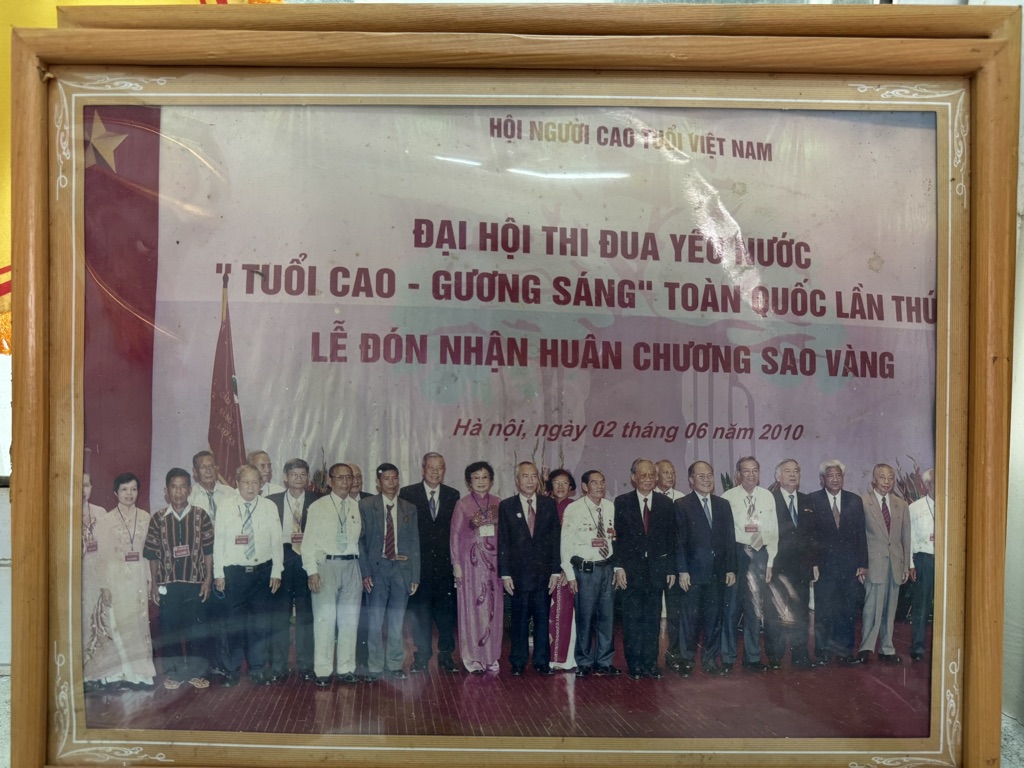 HỘI NGƯỜI CAO TUỔI VIỆT NAM
ĐẠI HỘI THI ĐUA YÊU NƯỚC
" TUỔI CAO - GƯƠNG SÁNG" TOÀN QUỐC LẦN THỨ
LỄ ĐÓN NHẬN HUÂN CHƯƠNG SAO VÀNG
Hà nội, ngày 02 tháng 06 năm 2010